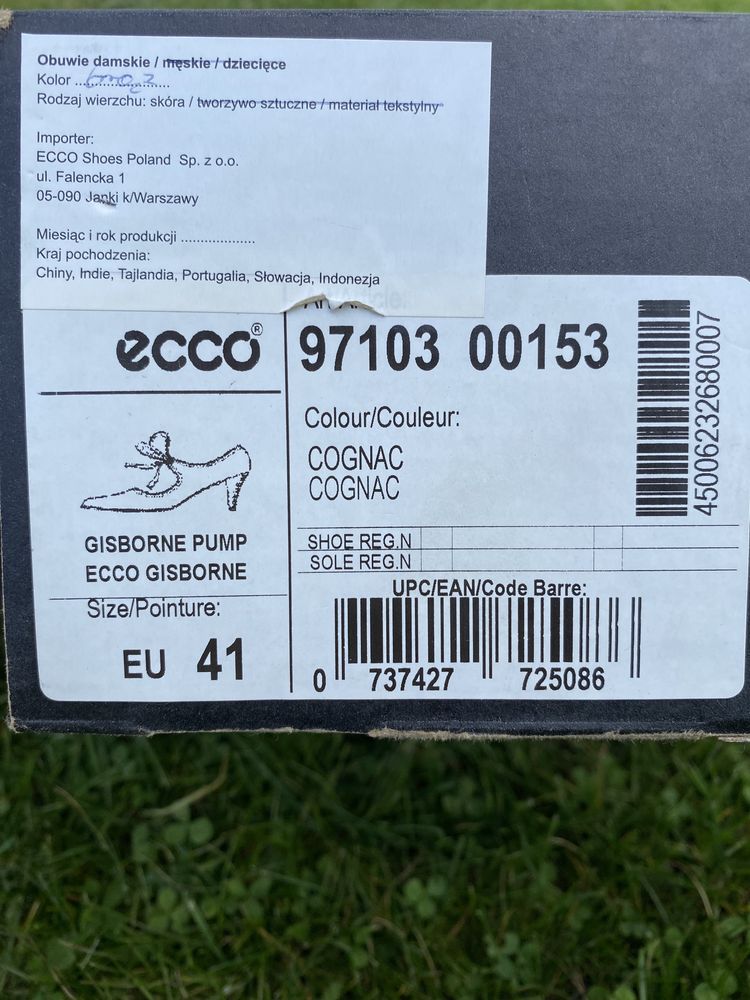 Obuwie damskie / męskie / dziecięce
Kolor ...brąz...
Rodzaj wierzchu: skóra / tworzywo sztuczne / materiał tekstylny
Importer:
ECCO Shoes Poland Sp. z o.o.
ul. Falencka 1
05-090 Janki k/Warszawy
Miesiąc i rok produkcji ...................
Kraj pochodzenia:
Chiny, Indie, Tajlandia, Portugalia, Słowacja, Indonezja
ecco®
GISBORNE PUMP
ECCO GISBORNE
Size/Pointure:
EU 41
97103 00153
Colour/Couleur:
COGNAC
COGNAC
SHOE REG.N
SOLE REG.N
UPC/EAN/Code Barre:
0 737427 725086
45006232680007